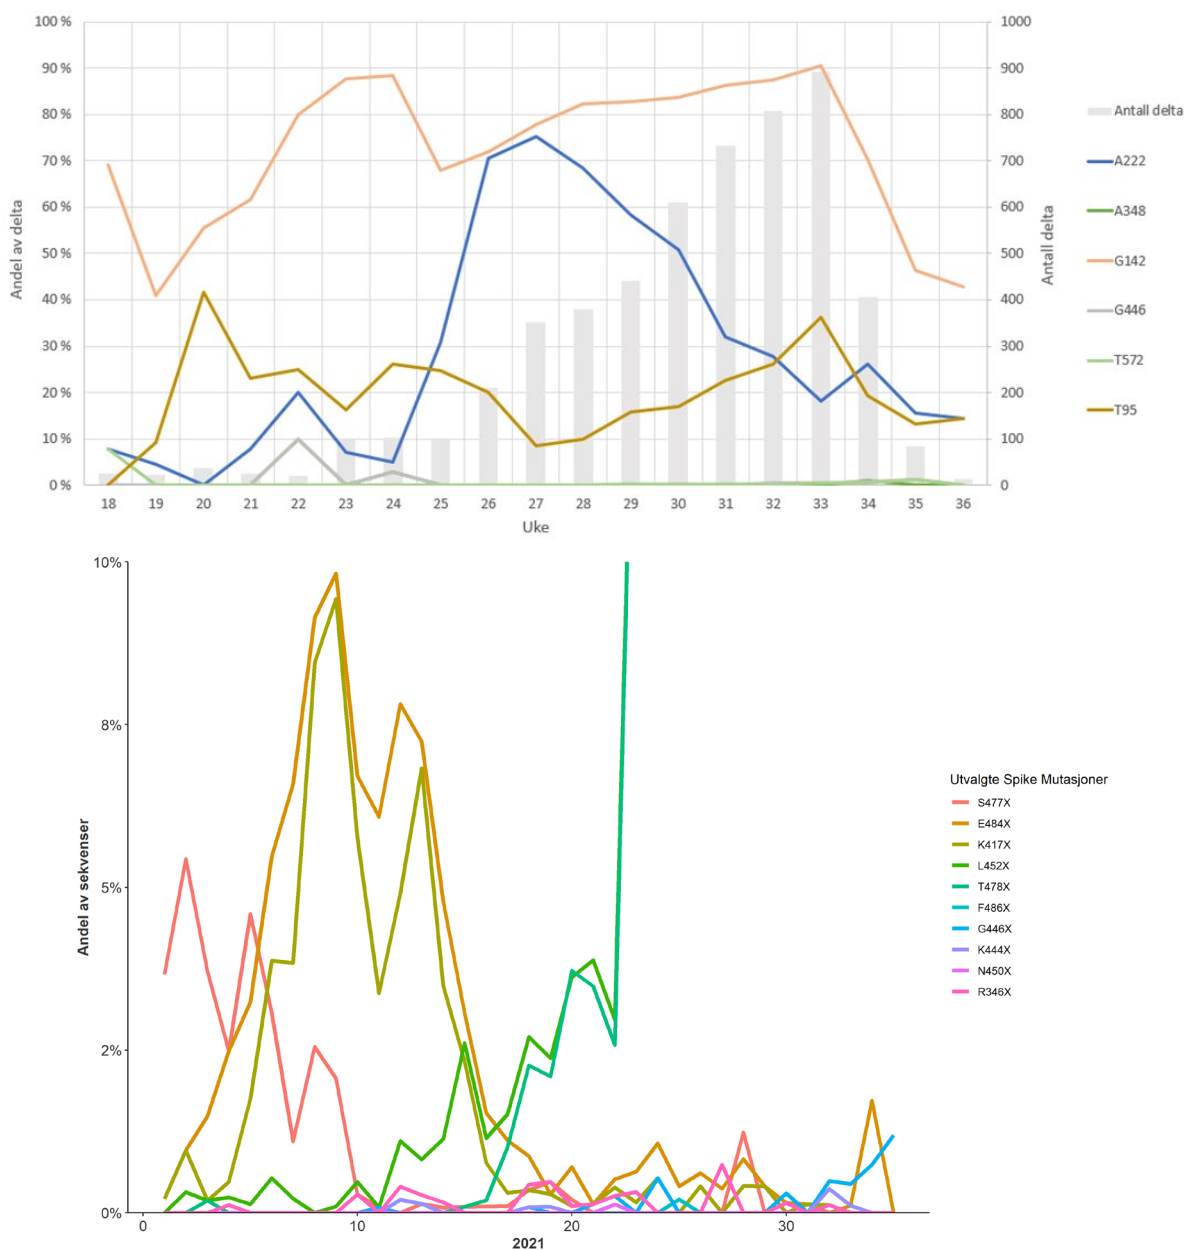 100 %
90 %
80 %
70 %
60 %
50 %
40 %
30 %
20 %
10 %
0 %
Andel av delta
1000
900
800
700
600
500
400
300
200
100
0
Antall delta
18 19 20 21 22 23 24 25 26 27 28 29 30 31 32 33 34 35 36
Uke
Antall delta
A222
A348
G142
G446
T572
T95
10%
8%
5%
2%
0%
Andel av sekvenser
0 10 20 30
2021
Utvalgte Spike Mutasjoner
S477X
E484X
K417X
L452X
T478X
F486X
G446X
K444X
N450X
R346X